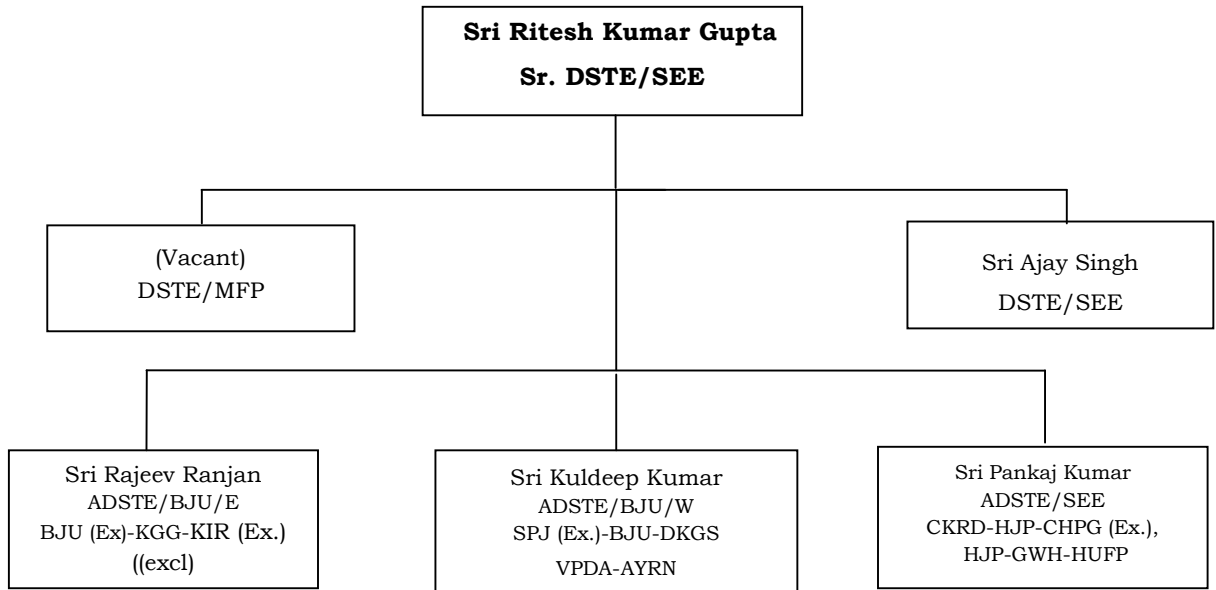 Sri Ritesh Kumar Gupta
Sr. DSTE/SEE
(Vacant)
DSTE/MFP
Sri Ajay Singh
DSTE/SEE
Sri Rajeev Ranjan
ADSTE/BJU/E
BJU (Ex)-KGG-KIR (Ex.)
((excl)
Sri Kuldeep Kumar
ADSTE/BJU/W
SPJ (Ex.)-BJU-DKGS
VPDA-AYRN
Sri Pankaj Kumar
ADSTE/SEE
CKRD-HJP-CHPG (Ex.),
HJP-GWH-HUFP